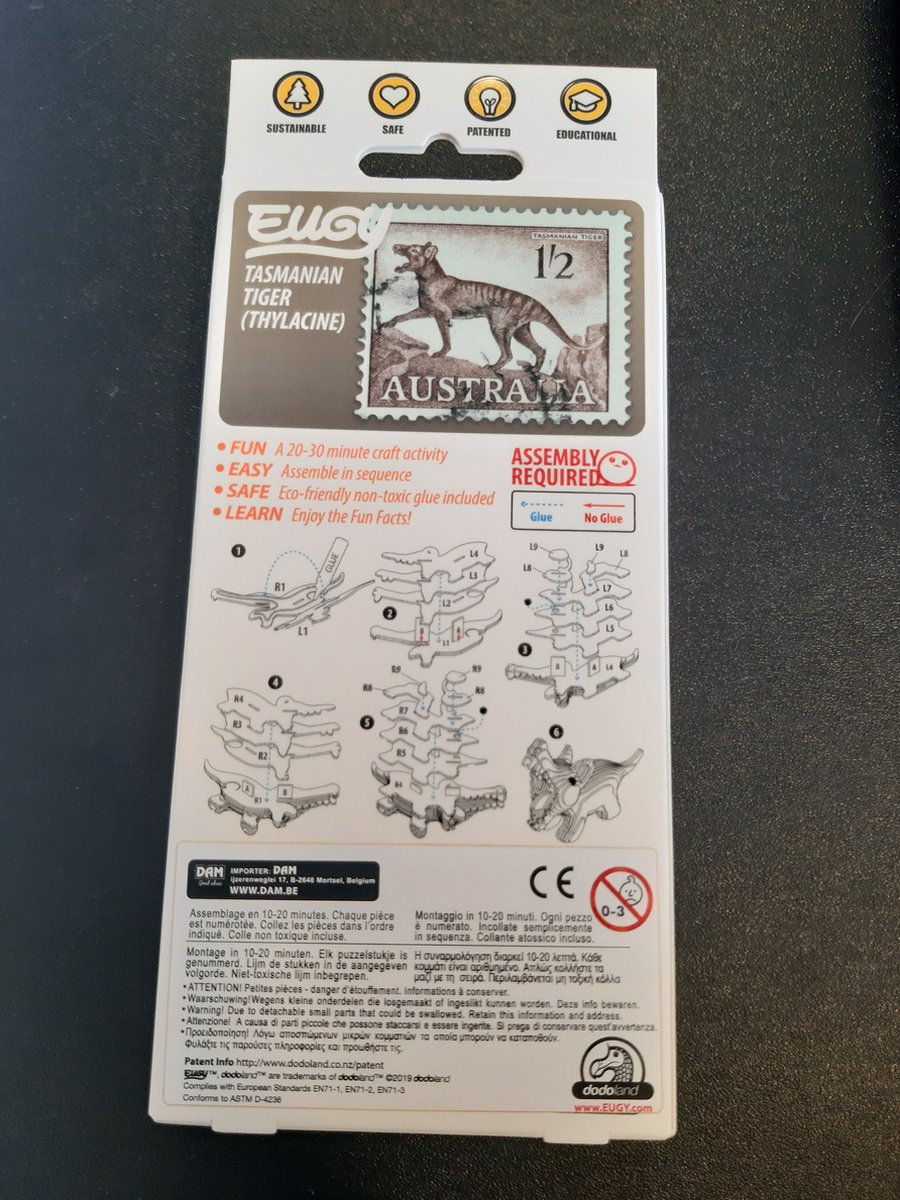 SUSTAINABLE SAFE PATENTED EDUCATIONAL
EUGY
TASMANIAN
TIGER
(THYLACINE)
TASMANIAN TIGER
1/2
AUSTRALIA
• FUN A 20-30 minute craft activity
• EASY Assemble in sequence
• SAFE Eco-friendly non-toxic glue included
• LEARN Enjoy the Fun Facts!
ASSEMBLY
REQUIRED
Glue No Glue
1
R1
GLUE
L1
2
L4
L3
L2
B
A
L1
3
L9
L9
L8
L8
L7
L6
L5
B
A
L4
4
R4
R3
R2
A
R1
B
5
R9
R9
R8
R8
R7
R6
R5
R4
6
DAM
Good ideas
IMPORTER: DAM
ijzerenweglei 17, B-2640 Mortsel, Belgium
WWW.DAM.BE
CE
0-3
Assemblage en 10-20 minutes. Chaque pièce
est numérotée. Collez les pièces dans l'ordre
indiqué. Colle non toxique incluse.
Montaggio in 10-20 minuti. Ogni pezzo
è numerato. Incollate semplicemente
in sequenza. Collante atossico incluso.
Montage in 10-20 minuten. Elk puzzelstukje is
genummerd. Lijm de stukken in de aangegeven
volgorde. Niet-toxische lijm inbegrepen.
Η συναρμολόγηση διαρκεί 10-20 λεπτά. Κάθε
κομμάτι είναι αριθμημένο. Απλώς κολλήστε τα
μαζί με τη σειρά. Περιλαμβάνεται μη τοξική κόλλα
• ATTENTION! Petites pièces - danger d'étouffement. Informations à conserver.
• Waarschuwing! Wegens kleine onderdelen die losgemaakt of ingeslikt kunnen worden. Deze info bewaren.
• Warning! Due to detachable small parts that could be swallowed. Retain this information and address.
• Attenzione! A causa di parti piccole che possone staccarsi e essere ingerite. Si prega di conservare quest'avvertenza.
• Προειδοποίηση! Λόγω αποσπώμενων μικρών κομματιών τα οποία μπορούν να καταποθούν.
Φυλάξτε τις παρούσες πληροφορίες και προωθήστε τις.
Patent Info http://www.dodoland.co.nz/patent
EUGY™, dodoland™ are trademarks of dodoland™ ©2019 dodoland
Complies with European Standards EN71-1, EN71-2, EN71-3
Conforms to ASTM D-4236
dodoland
www.EUGY.com